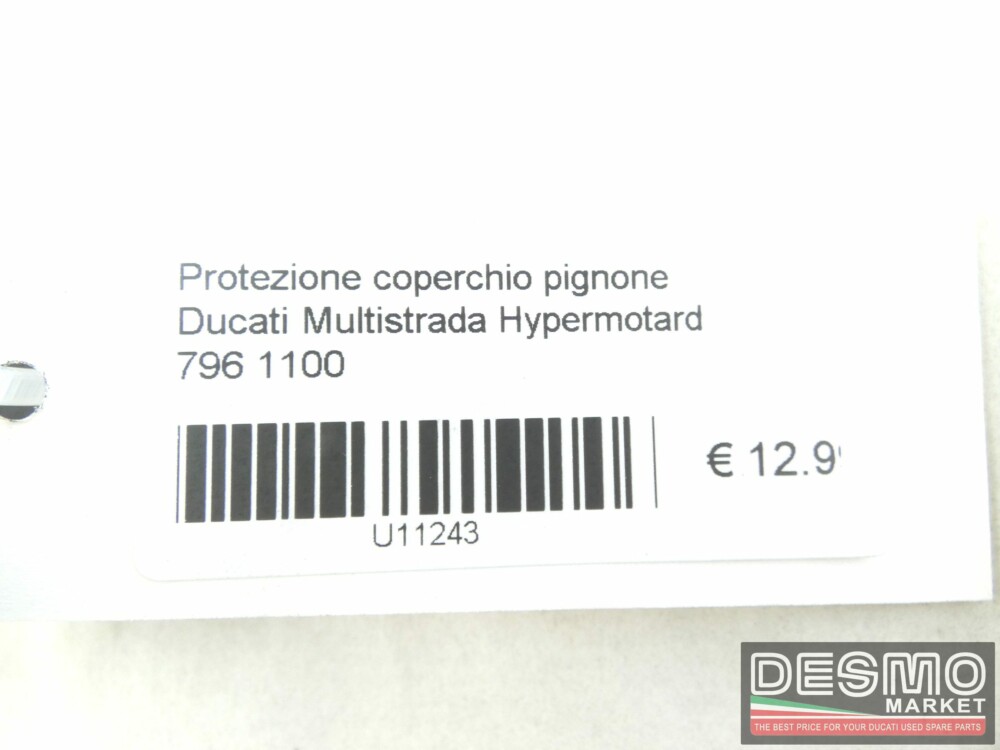 Protezione coperchio pignone
Ducati Multistrada Hypermotard
796 1100
€ 12.9
U11243
DESMO
MARKET
THE BEST PRICE FOR YOUR DUCATI USED SPARE PARTS